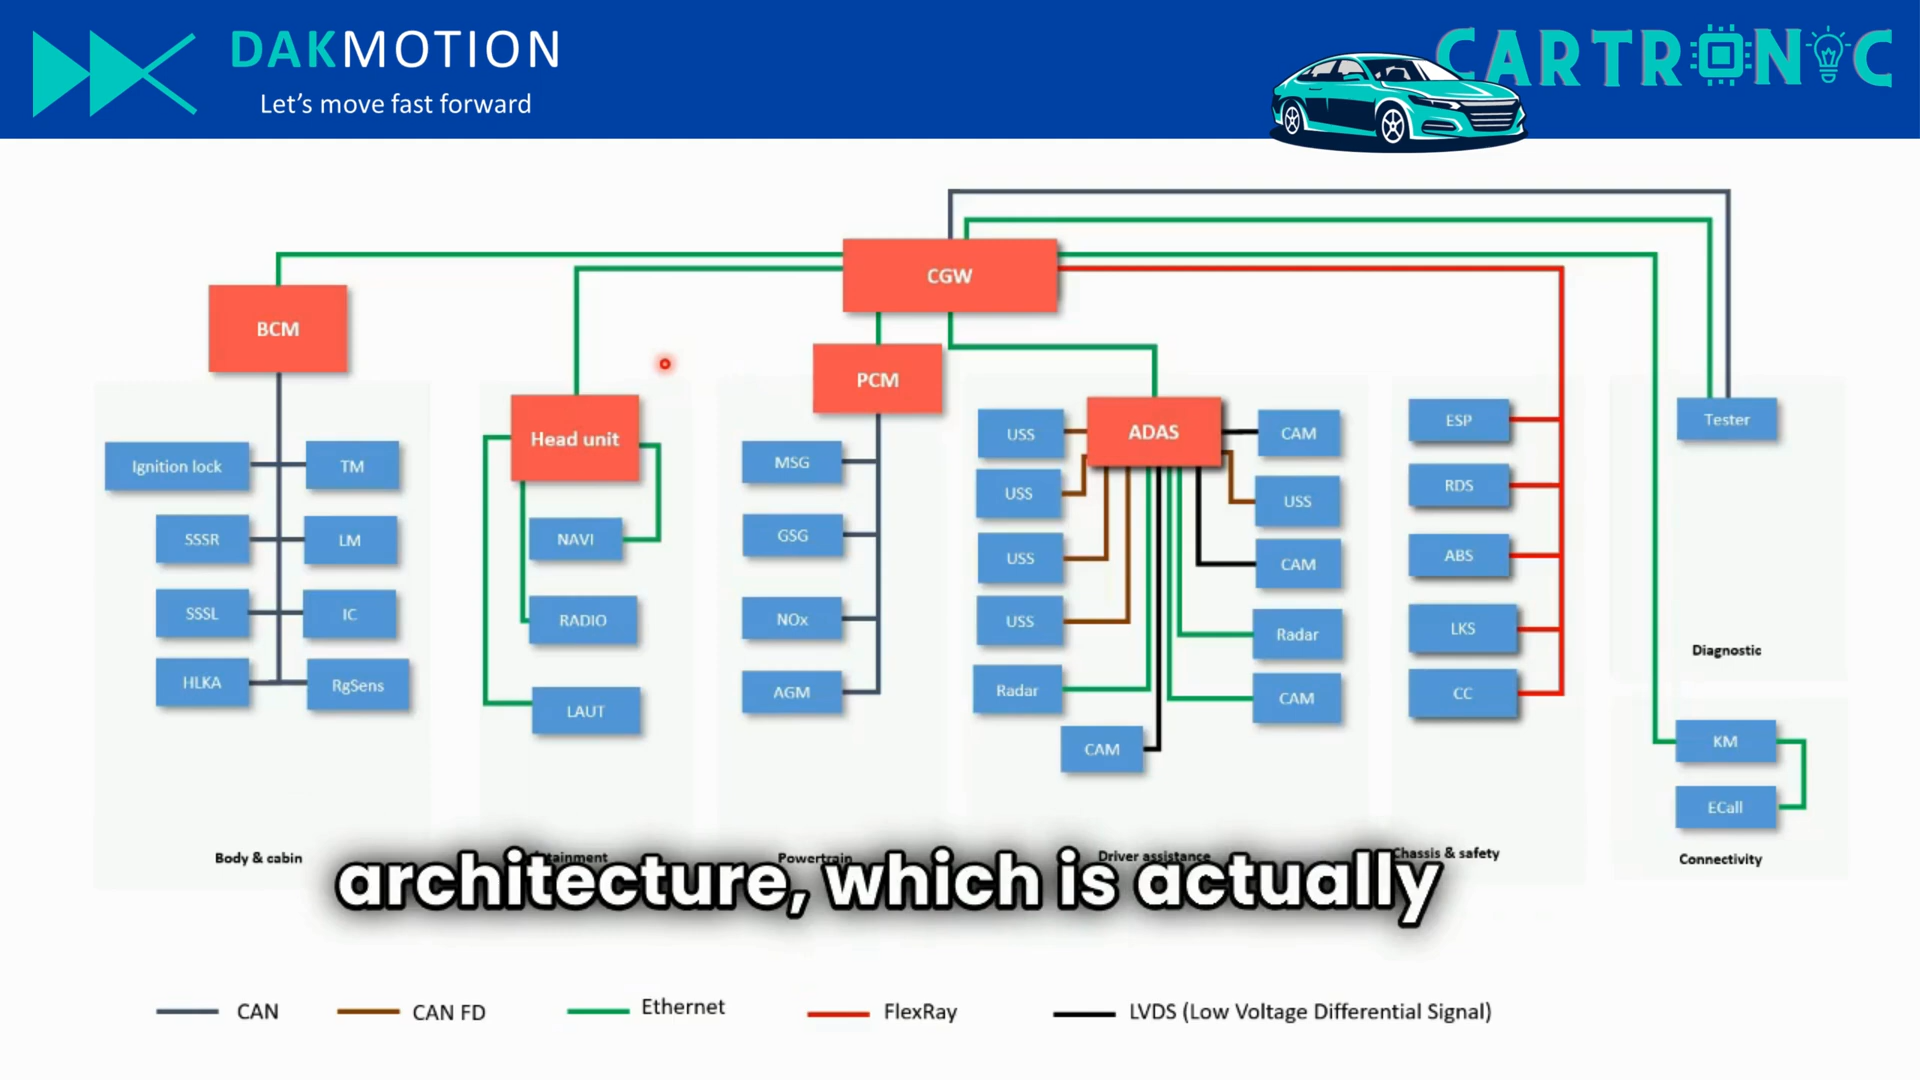 DAKMOTION
Let's move fast forward
CARTRONIC
CGW
BCM
PCM
Head unit
ADAS
Ignition lock
TM
SSSR
LM
SSSL
IC
HLKA
RgSens
NAVI
RADIO
LAUT
MSG
GSG
NOx
AGM
USS
CAM
USS
USS
USS
CAM
USS
Radar
Radar
CAM
CAM
ESP
RDS
ABS
LKS
CC
Tester
Diagnostic
KM
ECall
Body & cabin
Powertrain
Driver assistance
Chassis & safety
Connectivity
architecture, which is actually
CAN
CAN FD
Ethernet
FlexRay
LVDS (Low Voltage Differential Signal)